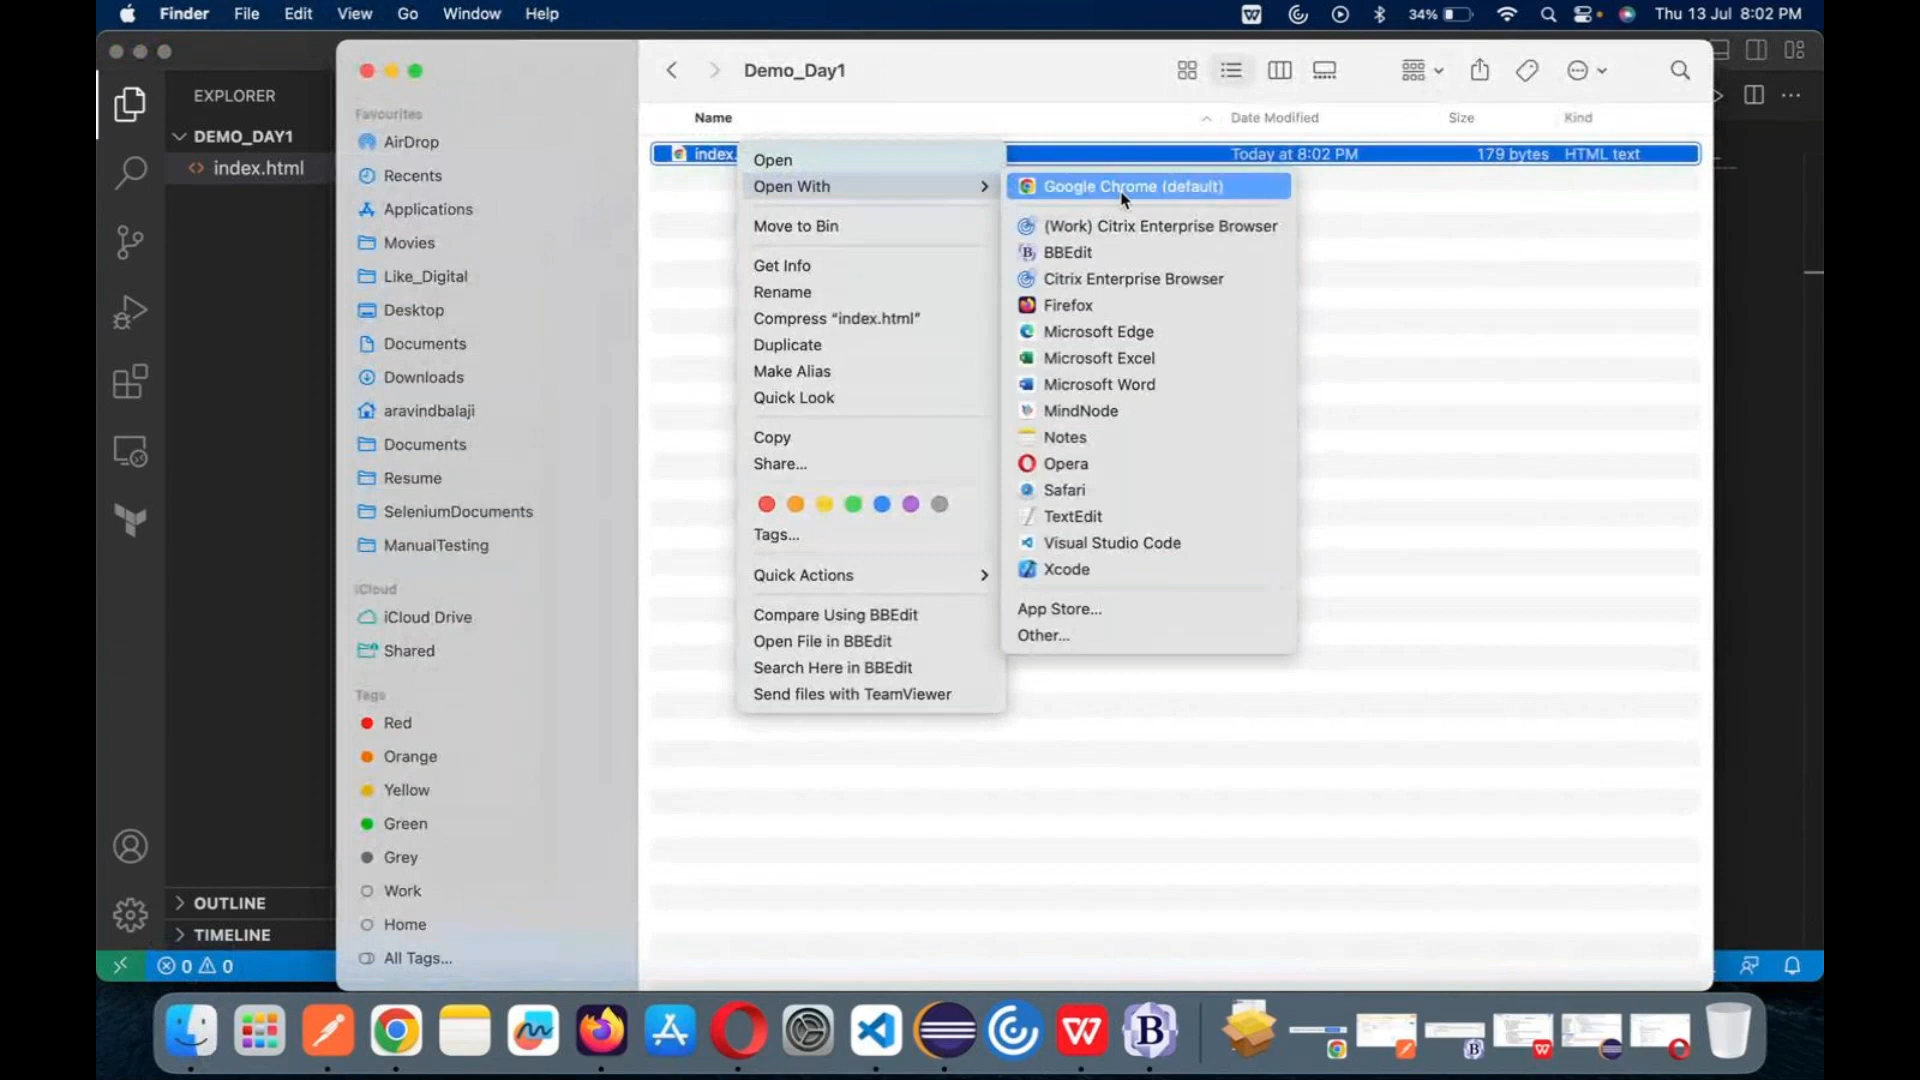 Finder File Edit View Go Window Help
34% Thu 13 Jul 8:02 PM
EXPLORER
DEMO_DAY1
<> index.html
OUTLINE
TIMELINE
0 0
Favourites
AirDrop
Recents
Applications
Movies
Like_Digital
Desktop
Documents
Downloads
aravindbalaji
Documents
Resume
SeleniumDocuments
ManualTesting
iCloud
iCloud Drive
Shared
Tags
Red
Orange
Yellow
Green
Grey
Work
Home
All Tags...
Demo_Day1
Name Date Modified Size Kind
index. Today at 8:02 PM 179 bytes HTML text
Open
Open With
Move to Bin
Get Info
Rename
Compress “index.html”
Duplicate
Make Alias
Quick Look
Copy
Share...
Tags...
Quick Actions
Compare Using BBEdit
Open File in BBEdit
Search Here in BBEdit
Send files with TeamViewer
Google Chrome (default)
(Work) Citrix Enterprise Browser
BBEdit
Citrix Enterprise Browser
Firefox
Microsoft Edge
Microsoft Excel
Microsoft Word
MindNode
Notes
Opera
Safari
TextEdit
Visual Studio Code
Xcode
App Store...
Other...